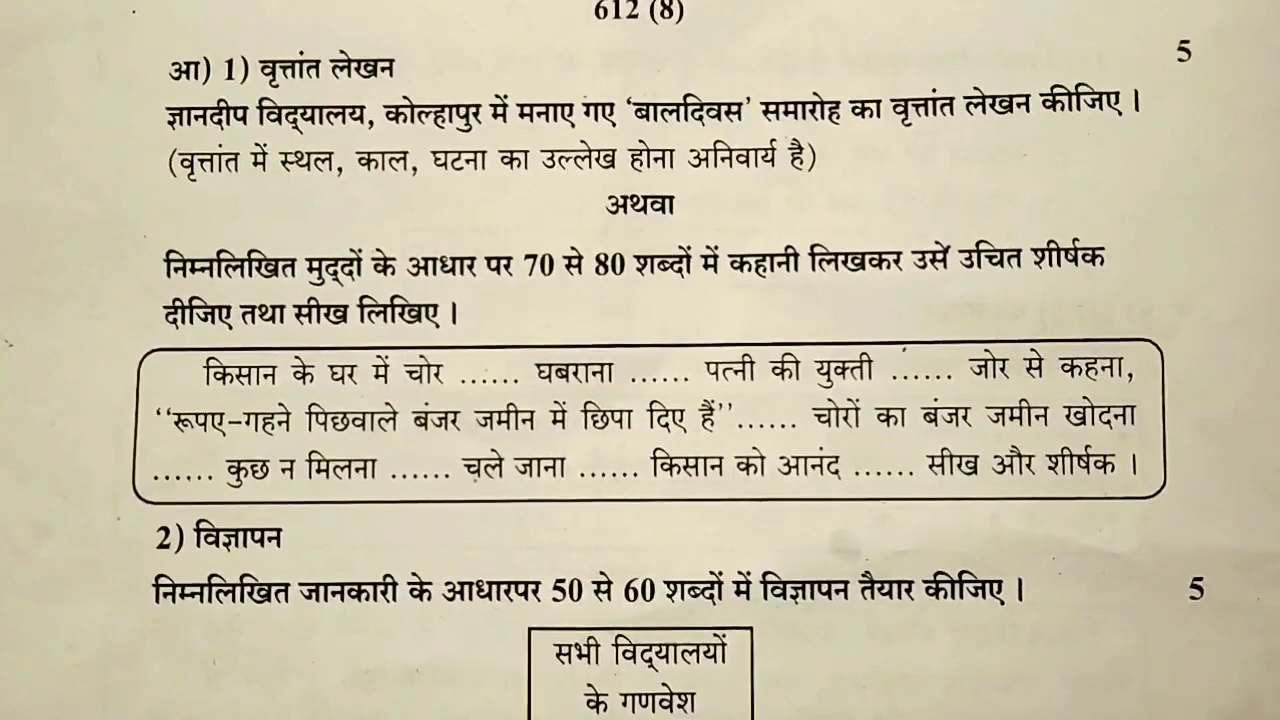 612 (8)
आ) 1) वृत्तांत लेखन
5
ज्ञानदीप विद्‌यालय, कोल्हापुर में मनाए गए ‘बालदिवस’ समारोह का वृत्तांत लेखन कीजिए ।
(वृत्तांत में स्थल, काल, घटना का उल्लेख होना अनिवार्य है)
अथवा
निम्नलिखित मुद्‌दों के आधार पर 70 से 80 शब्दों में कहानी लिखकर उसें उचित शीर्षक
दीजिए तथा सीख लिखिए ।
किसान के घर में चोर ...... घबराना ...... पत्नी की युक्ती ...... जोर से कहना,
‘‘रूपए-गहने पिछवाले बंजर जमीन में छिपा दिए हैं’’...... चोरों का बंजर जमीन खोदना
...... कुछ न मिलना ...... चले जाना ...... किसान को आनंद ...... सीख और शीर्षक ।
2) विज्ञापन
निम्नलिखित जानकारी के आधारपर 50 से 60 शब्दों में विज्ञापन तैयार कीजिए ।
5
सभी विद्‌यालयों
के गणवेश